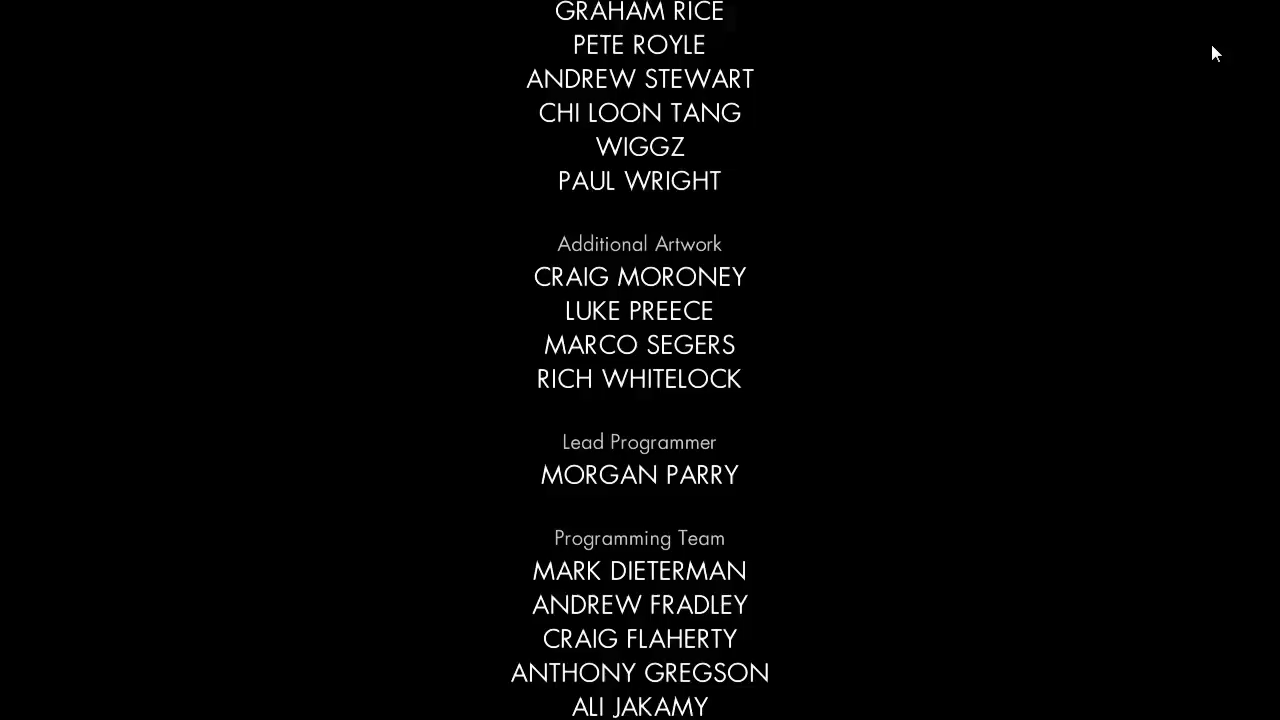 GRAHAM RICE
PETE ROYLE
ANDREW STEWART
CHI LOON TANG
WIGGZ
PAUL WRIGHT
Additional Artwork
CRAIG MORONEY
LUKE PREECE
MARCO SEGERS
RICH WHITELOCK
Lead Programmer
MORGAN PARRY
Programming Team
MARK DIETERMAN
ANDREW FRADLEY
CRAIG FLAHERTY
ANTHONY GREGSON
ALI JAKAMY